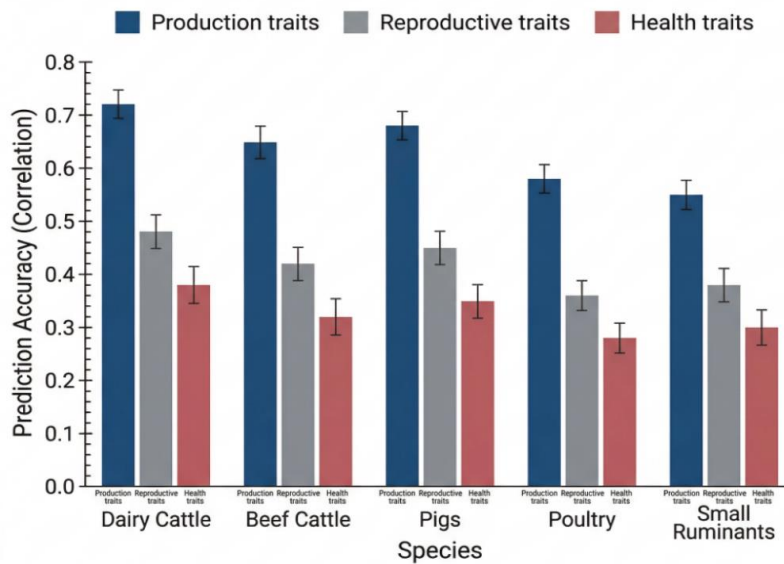 Production traits Reproductive traits Health traits
Prediction Accuracy (Correlation)
0.8
0.7
0.6
0.5
0.4
0.3
0.2
0.1
0.0
Production traits Reproductive traits Health traits Production traits Reproductive traits Health traits Production traits Reproductive traits Health traits Production traits Reproductive traits Health traits Production traits Reproductive traits Health traits
Dairy Cattle Beef Cattle Pigs Poultry Small
Ruminants
Species